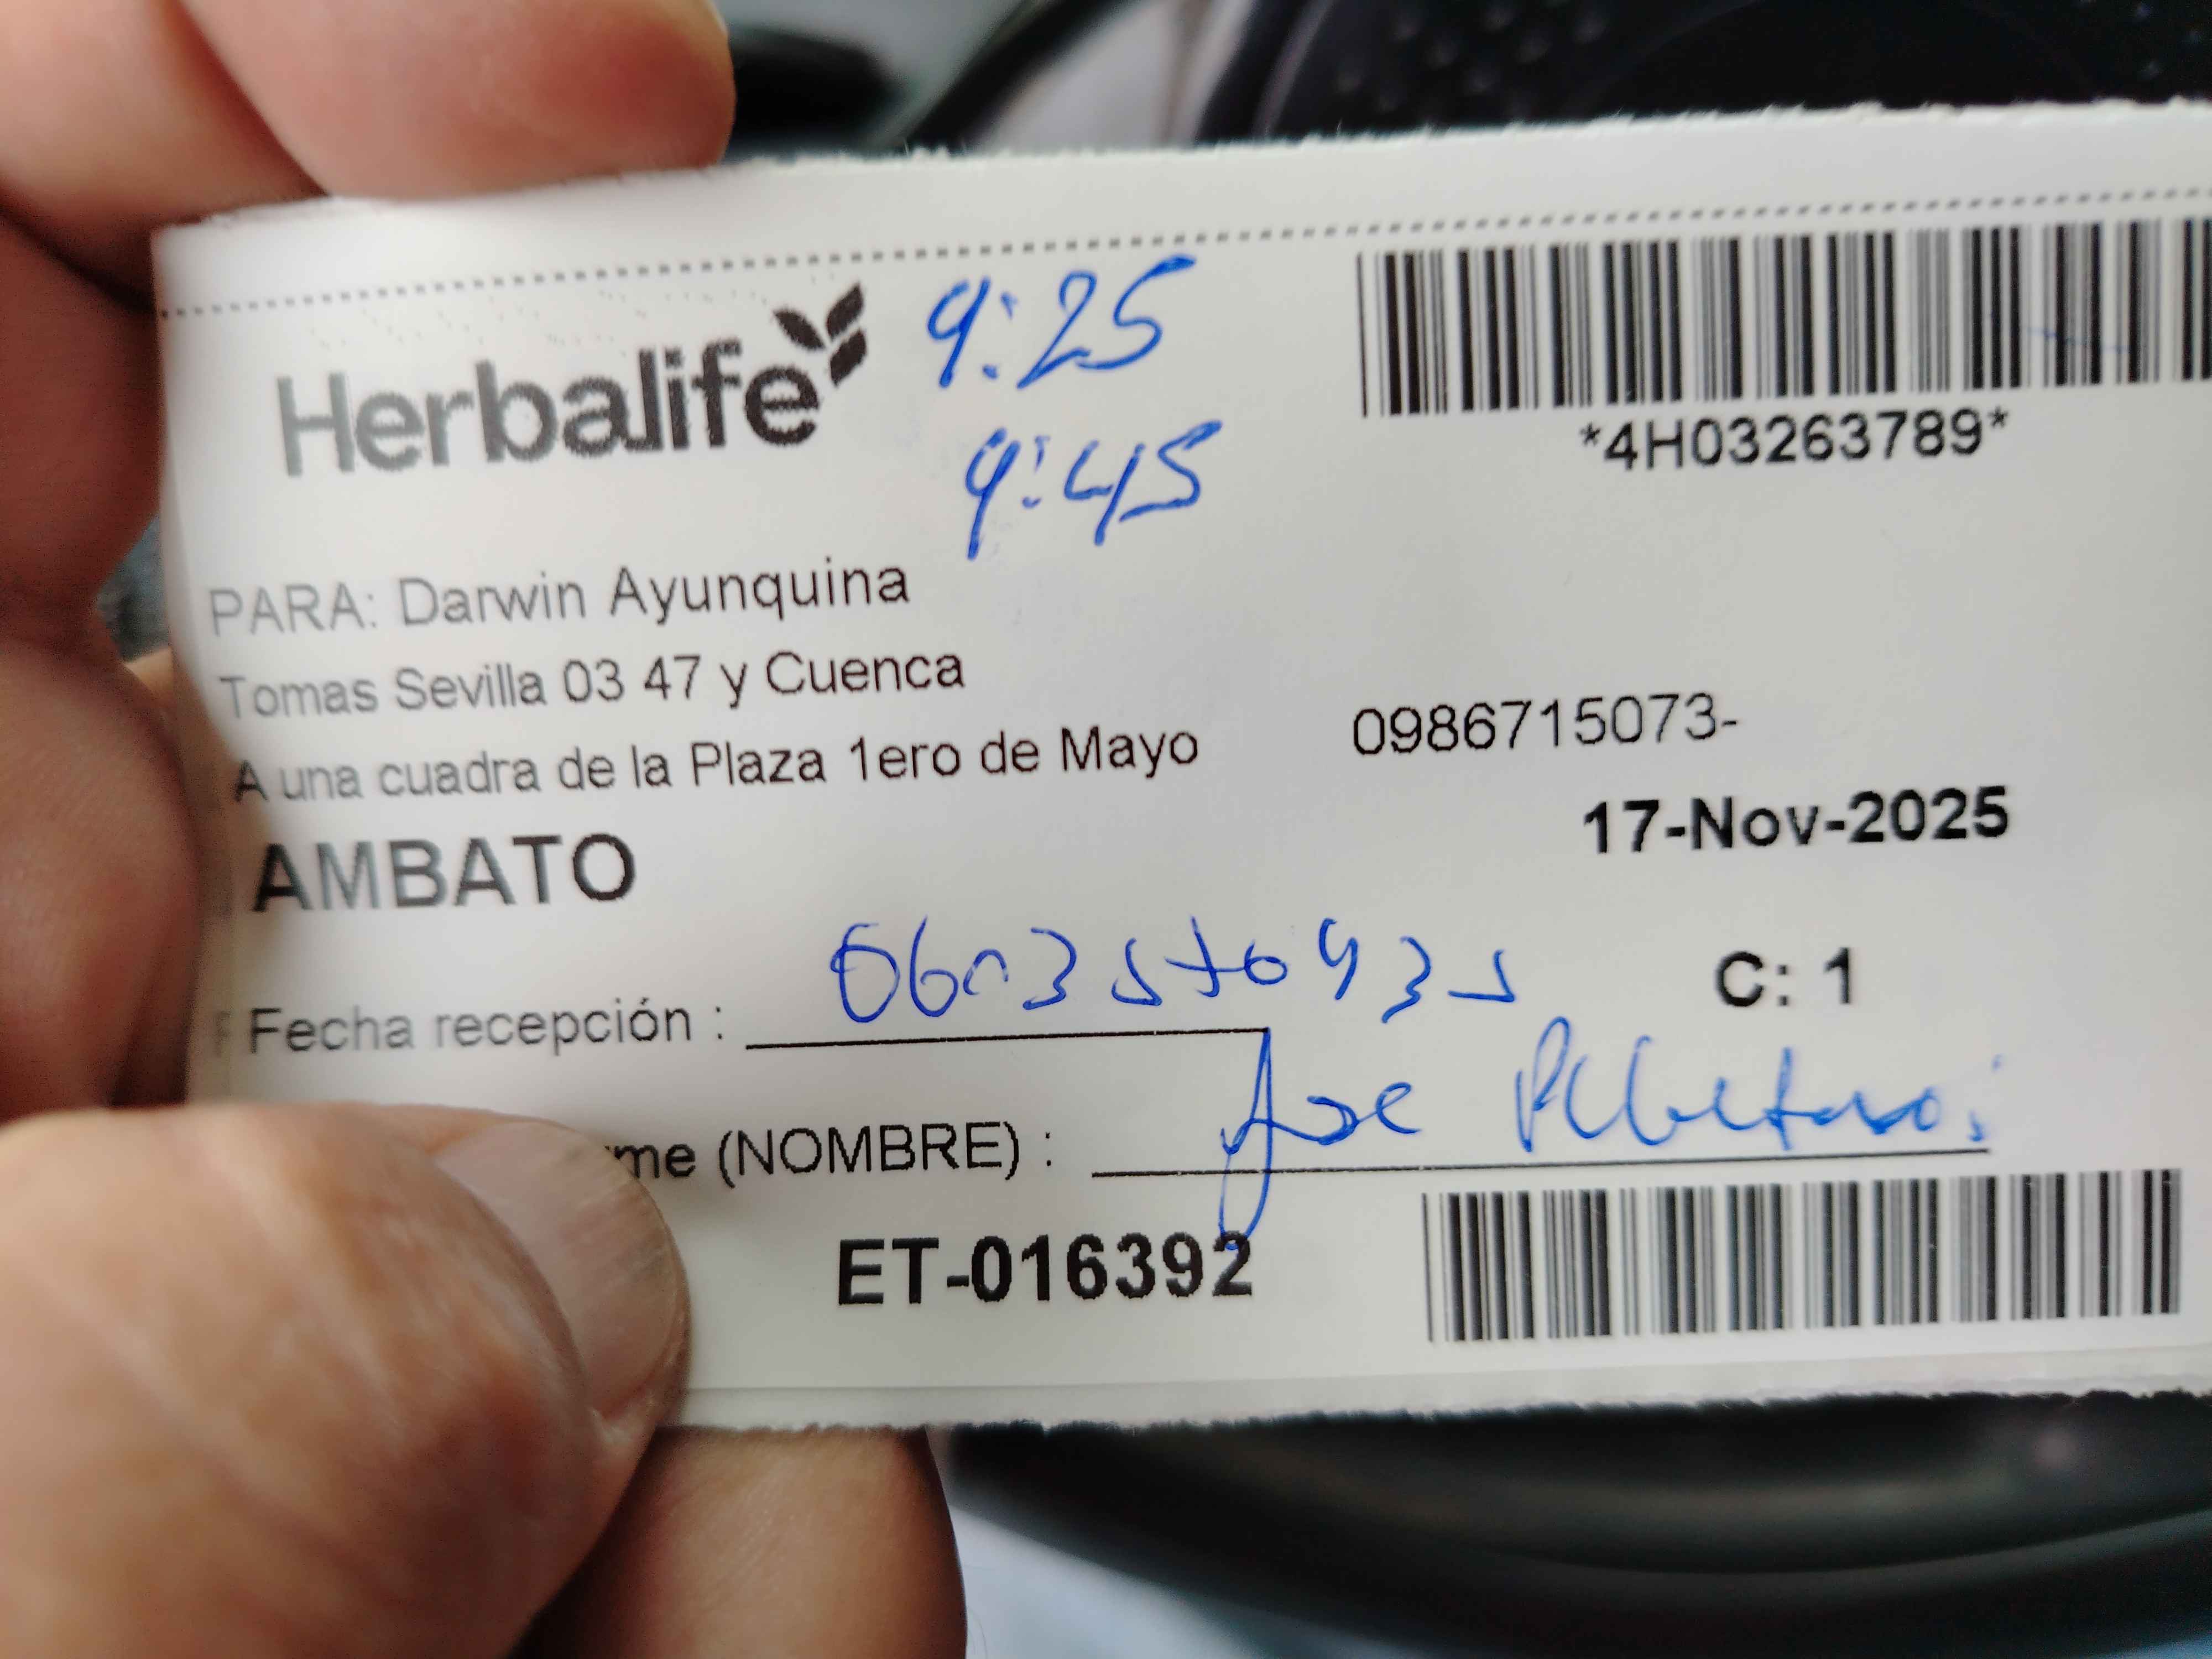 Herbalife
9:25
9:45
*4H03263789*
PARA: Darwin Ayunquina
Tomas Sevilla 03 47 y Cuenca
A una cuadra de la Plaza 1ero de Mayo
0986715073-
17-Nov-2025
AMBATO
C: 1
Fecha recepción :
me (NOMBRE) : Jose
ET-016392